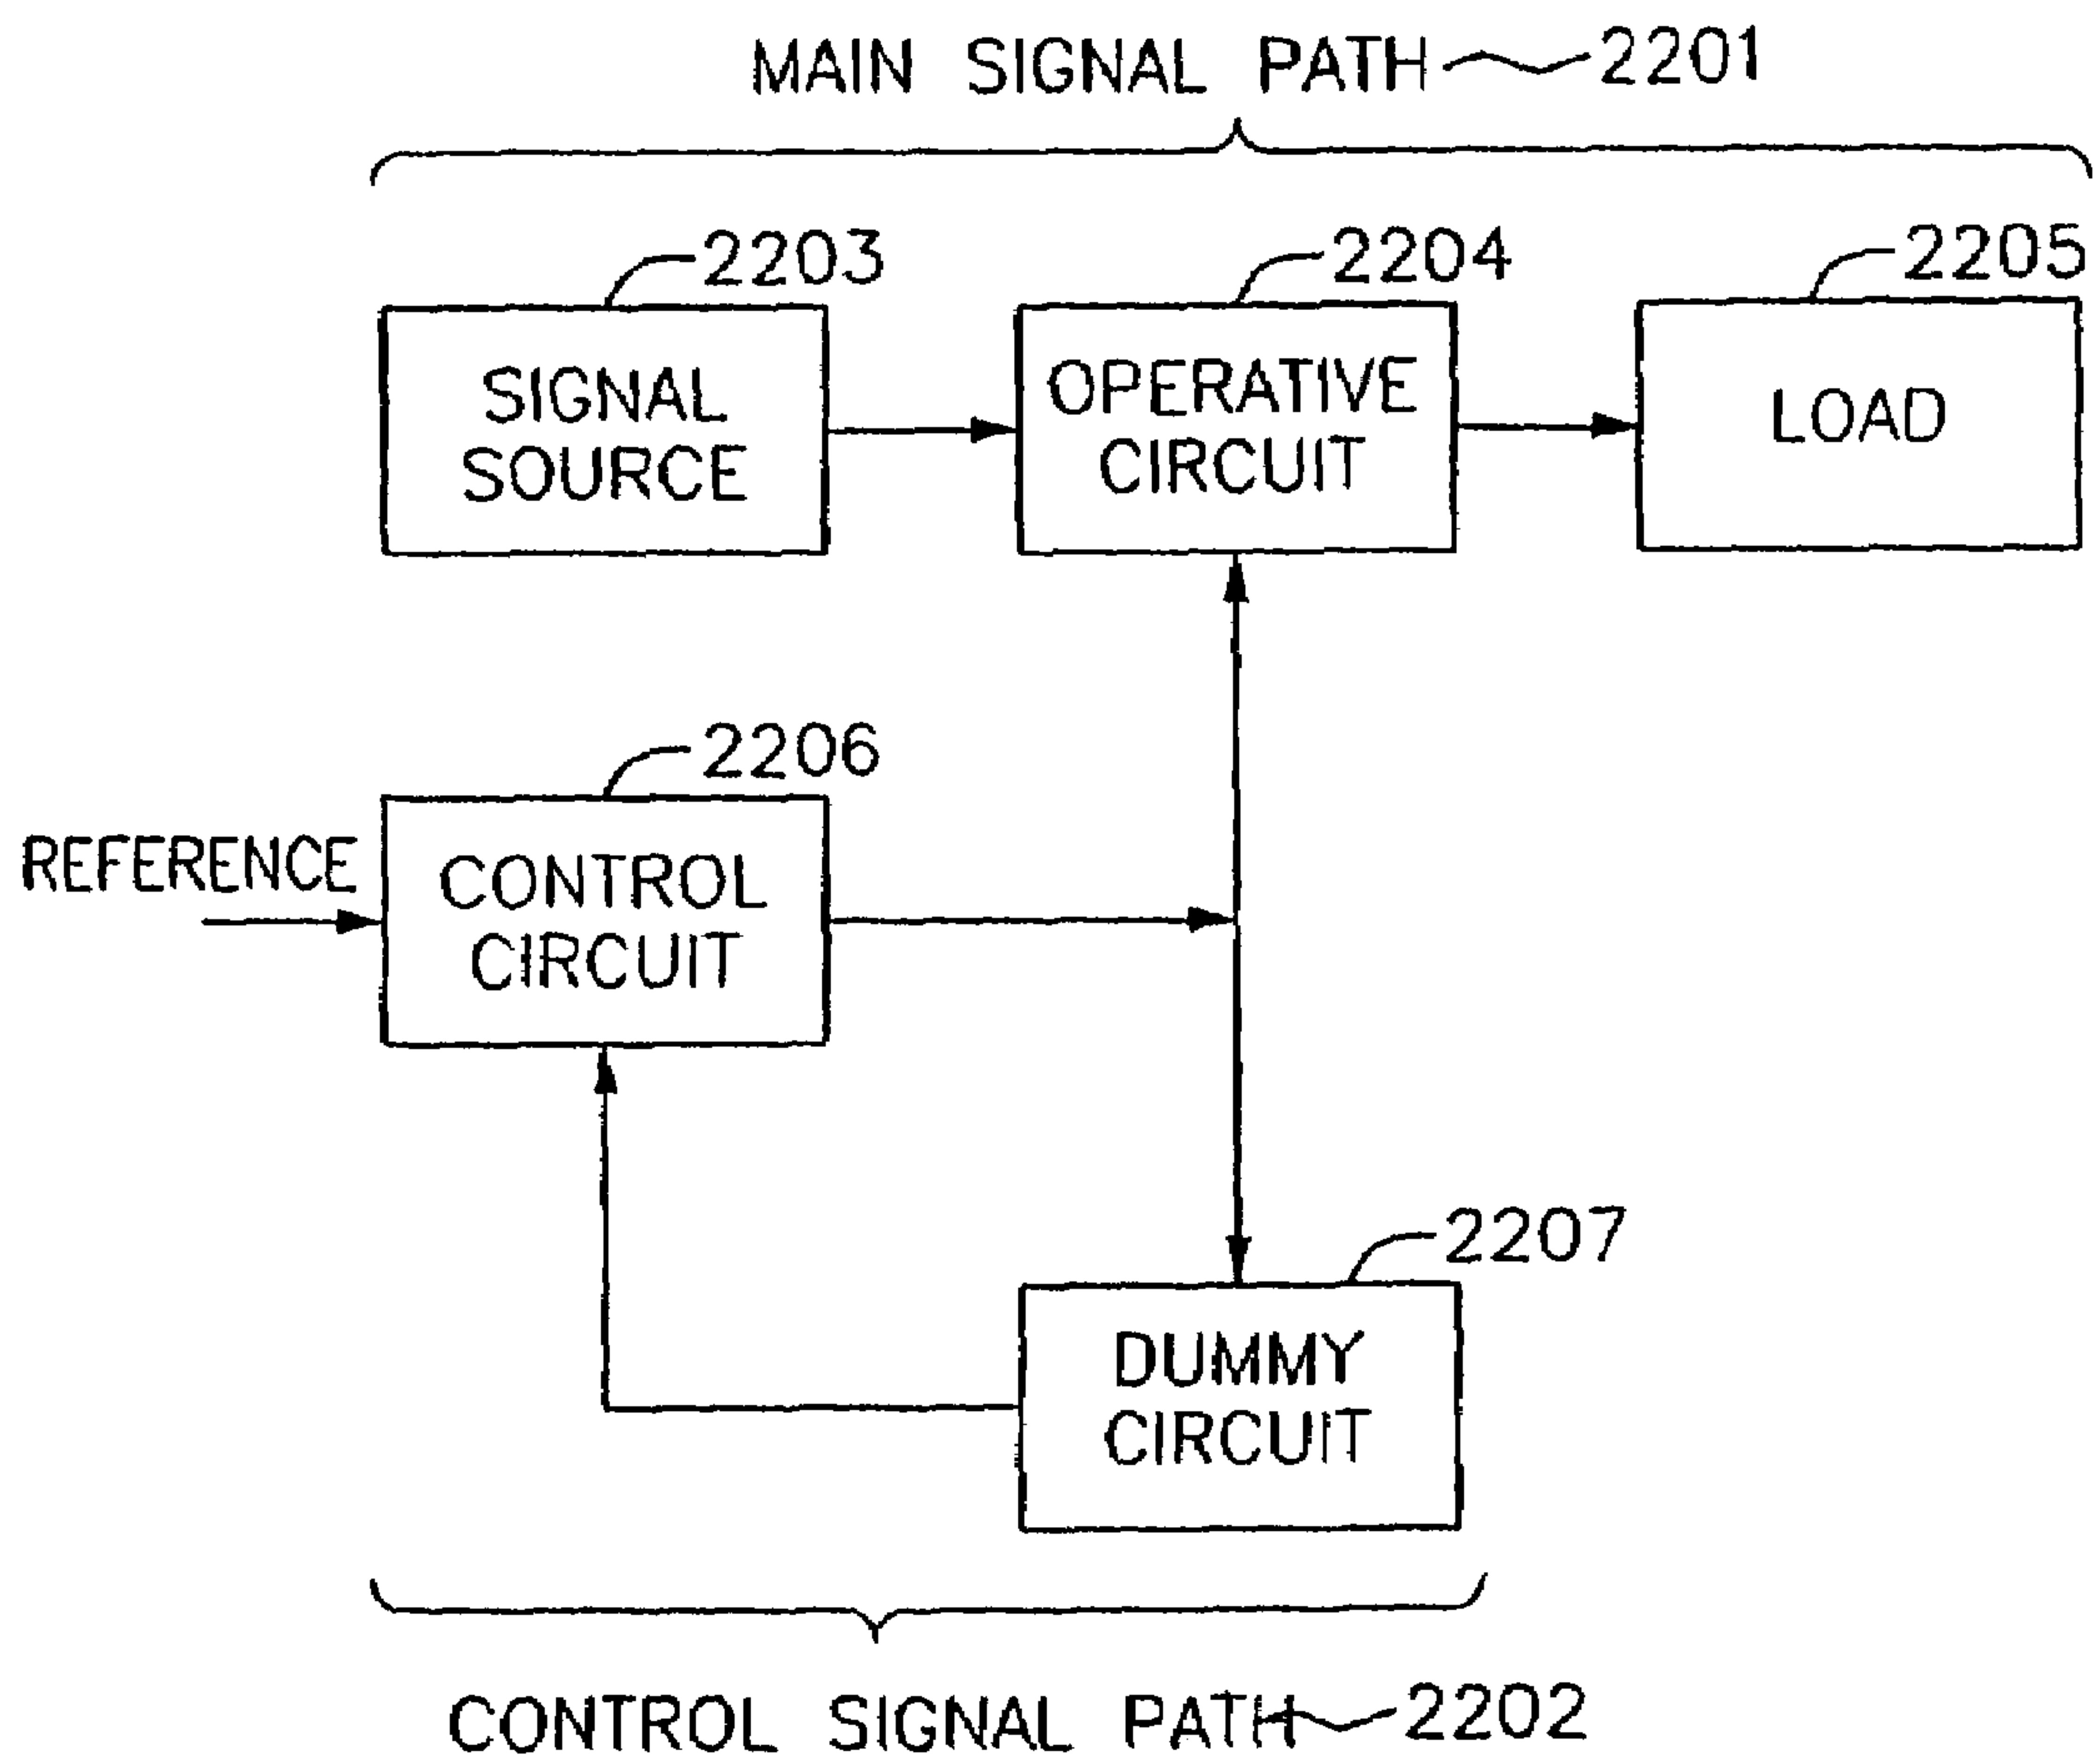 MAIN SIGNAL PATH 2201
2203
2204
2205
SIGNAL
SOURCE
OPERATIVE
CIRCUIT
LOAD
2206
REFERENCE
CONTROL
CIRCUIT
2207
DUMMY
CIRCUIT
CONTROL SIGNAL PATH 2202